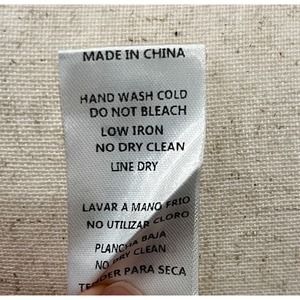 MADE IN CHINA
HAND WASH COLD
DO NOT BLEACH
LOW IRON
NO DRY CLEAN
LINE DRY
LAVAR A MANO FRIO
NO UTILIZAR CLORO
PLANCHA BAJA
NO DRY CLEAN
TENDER PARA SECA